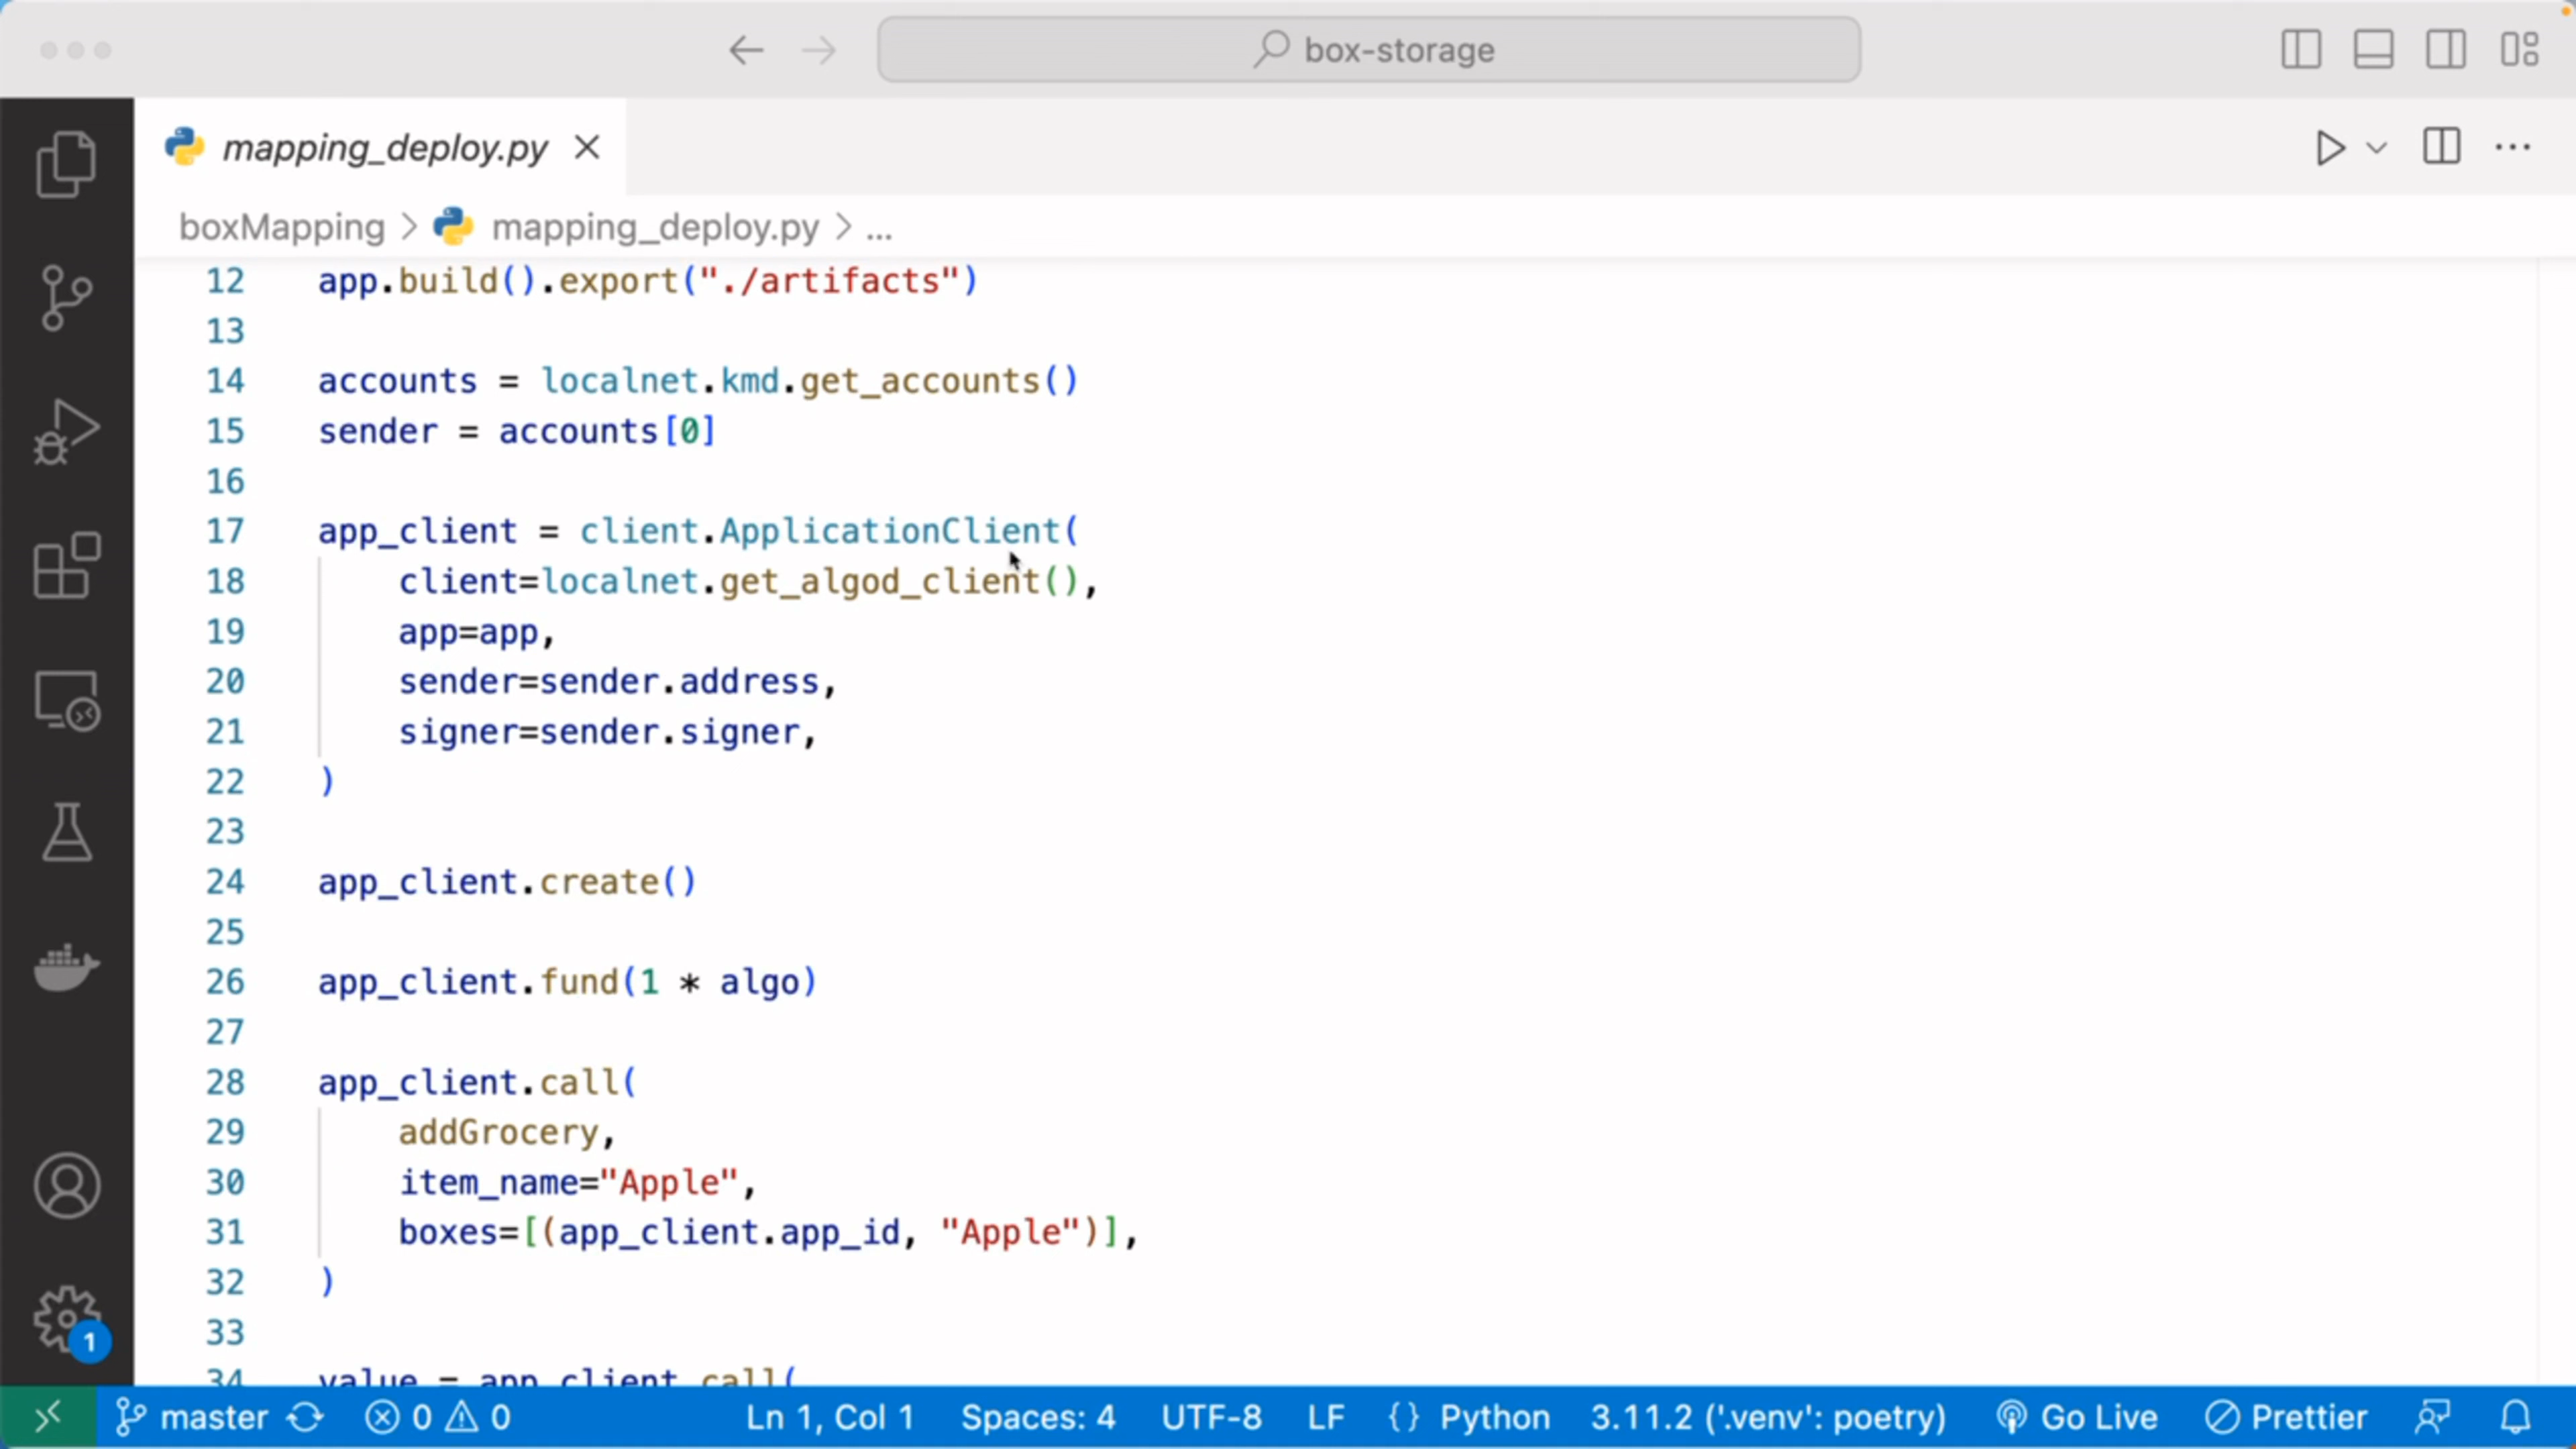 box-storage
mapping_deploy.py
boxMapping > mapping_deploy.py > ...
12 app.build().export("./artifacts")
13
14 accounts = localnet.kmd.get_accounts()
15 sender = accounts[0]
16
17 app_client = client.ApplicationClient(
18 client=localnet.get_algod_client(),
19 app=app,
20 sender=sender.address,
21 signer=sender.signer,
22 )
23
24 app_client.create()
25
26 app_client.fund(1 * algo)
27
28 app_client.call(
29 addGrocery,
30 item_name="Apple",
31 boxes=[(app_client.app_id, "Apple")],
32 )
33
34 value = app_client.call(
1
master 0 0 Ln 1, Col 1 Spaces: 4 UTF-8 LF {} Python 3.11.2 ('.venv': poetry) Go Live Prettier